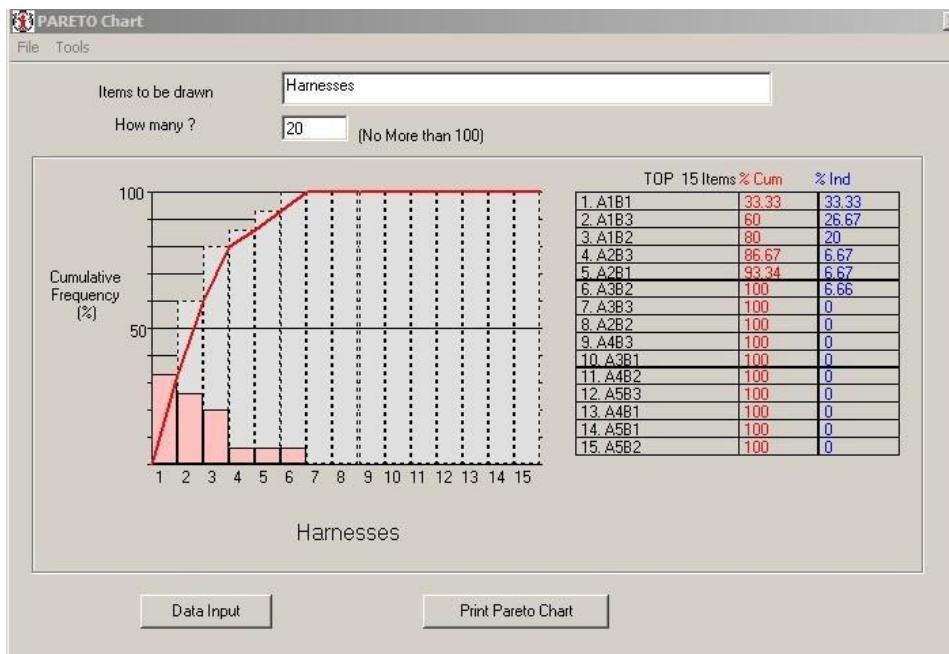 PARETO Chart
File Tools
Items to be drawn Harnesses
How many ? 20 (No More than 100)
TOP 15 Items % Cum % Ind
1. A1B1 33.33 33.33
2. A1B3 60 26.67
3. A1B2 80 20
4. A2B3 86.67 6.67
5. A2B1 93.34 6.67
6. A3B2 100 6.66
7. A3B3 100 0
8. A2B2 100 0
9. A4B3 100 0
10. A3B1 100 0
11. A4B2 100 0
12. A5B3 100 0
13. A4B1 100 0
14. A5B1 100 0
15. A5B2 100 0
100
Cumulative
Frequency
(%)
50
1 2 3 4 5 6 7 8 9 10 11 12 13 14 15
Harnesses
Data Input Print Pareto Chart